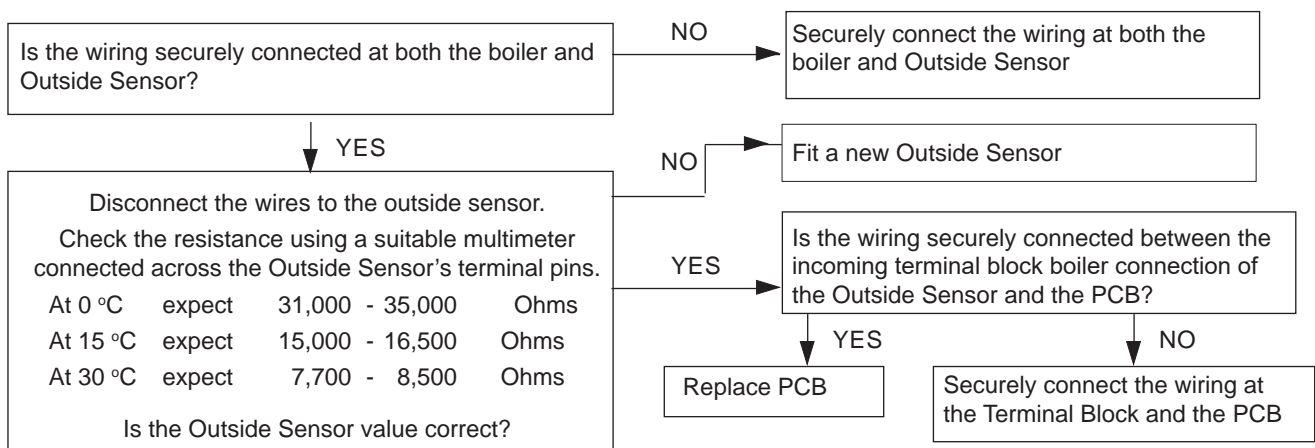 Is the wiring securely connected at both the boiler and
Outside Sensor?
NO
Securely connect the wiring at both the
boiler and Outside Sensor
YES
NO
Fit a new Outside Sensor
Disconnect the wires to the outside sensor.
Check the resistance using a suitable multimeter
connected across the Outside Sensor’s terminal pins.
At 0 °C expect 31,000 - 35,000 Ohms
At 15 °C expect 15,000 - 16,500 Ohms
At 30 °C expect 7,700 - 8,500 Ohms
Is the Outside Sensor value correct?
YES
Is the wiring securely connected between the
incoming terminal block boiler connection of
the Outside Sensor and the PCB?
YES
NO
Replace PCB
Securely connect the wiring at
the Terminal Block and the PCB